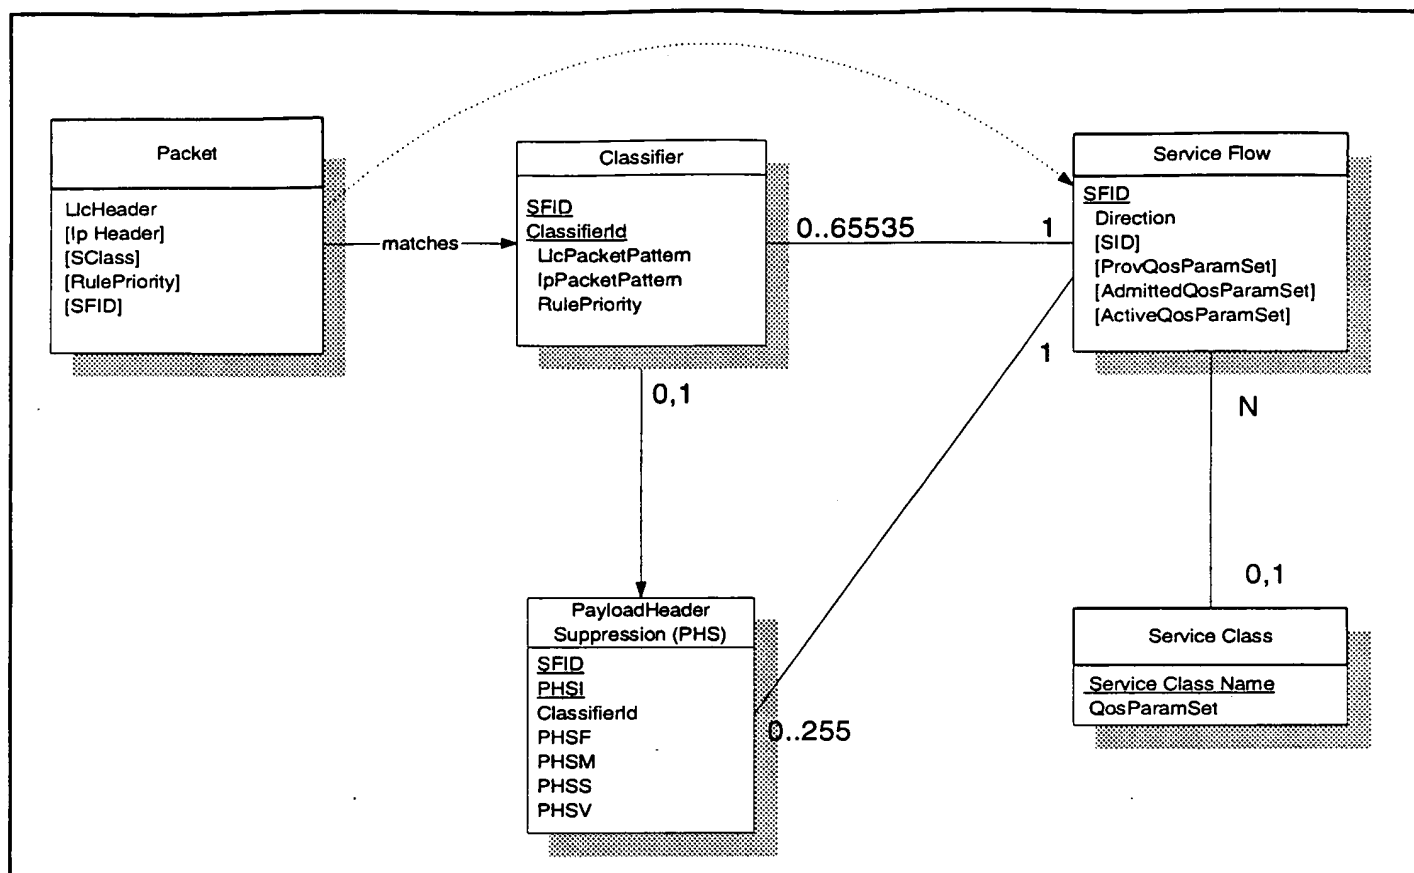 Packet
LlcHeader
[Ip Header]
[SClass]
[RulePriority]
[SFID]
matches
Classifier
SFID
ClassifierId
LlcPacketPattern
IpPacketPattern
RulePriority
0..65535
1
Service Flow
SFID
Direction
[SID]
[ProvQosParamSet]
[AdmittedQosParamSet]
[ActiveQosParamSet]
0,1
1
N
PayloadHeader
Suppression (PHS)
SFID
PHSI
ClassifierId
PHSF
PHSM
PHSS
PHSV
0..255
0,1
Service Class
Service Class Name
QosParamSet